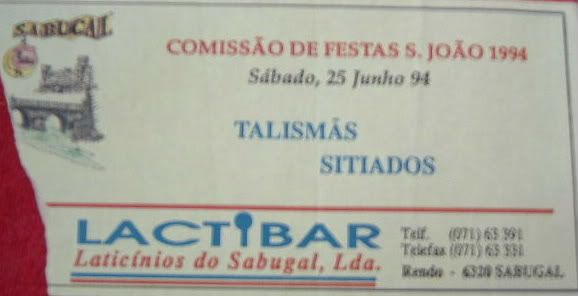 SABUGAL
COMISSÃO DE FESTAS S. JOÃO 1994
Sábado, 25 Junho 94
TALISMÃS
SITIADOS
LACTIBAR
Laticínios do Sabugal, Lda.
Telf. (071) 63 391
Telefax (071) 63 331
Rendo - 6320 SABUGAL